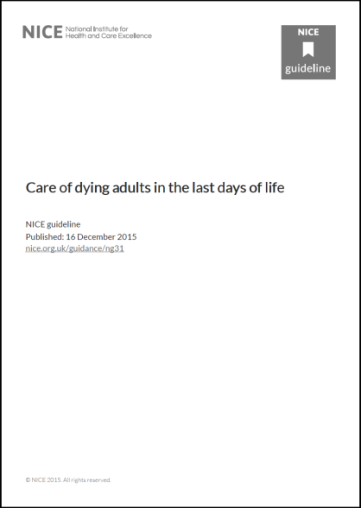 NICE National Institute for
Health and Care Excellence
NICE
guideline
Care of dying adults in the last days of life
NICE guideline
Published: 16 December 2015
nice.org.uk/guidance/ng31
© NICE 2015. All rights reserved.